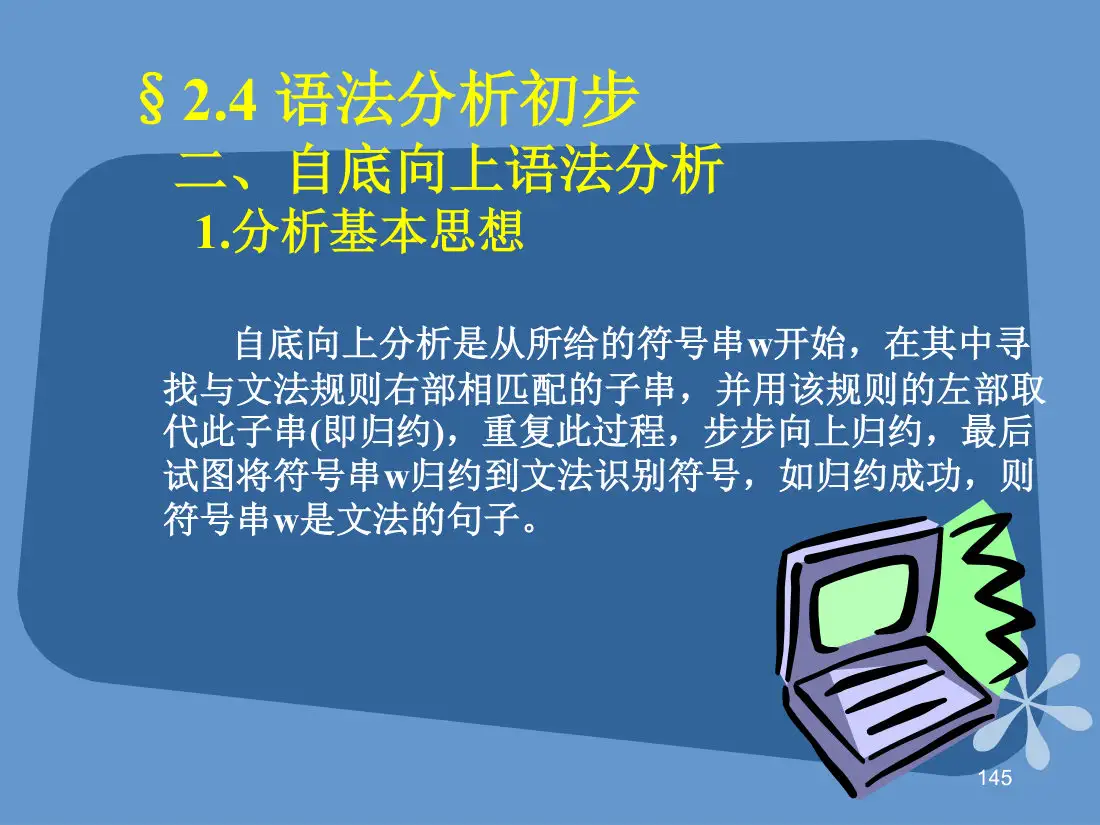 §2.4 语法分析初步
二、自底向上语法分析
1.分析基本思想
自底向上分析是从所给的符号串w开始，在其中寻
找与文法规则右部相匹配的子串，并用该规则的左部取
代此子串(即归约)，重复此过程，步步向上归约，最后
试图将符号串w归约到文法识别符号，如归约成功，则
符号串w是文法的句子。
145